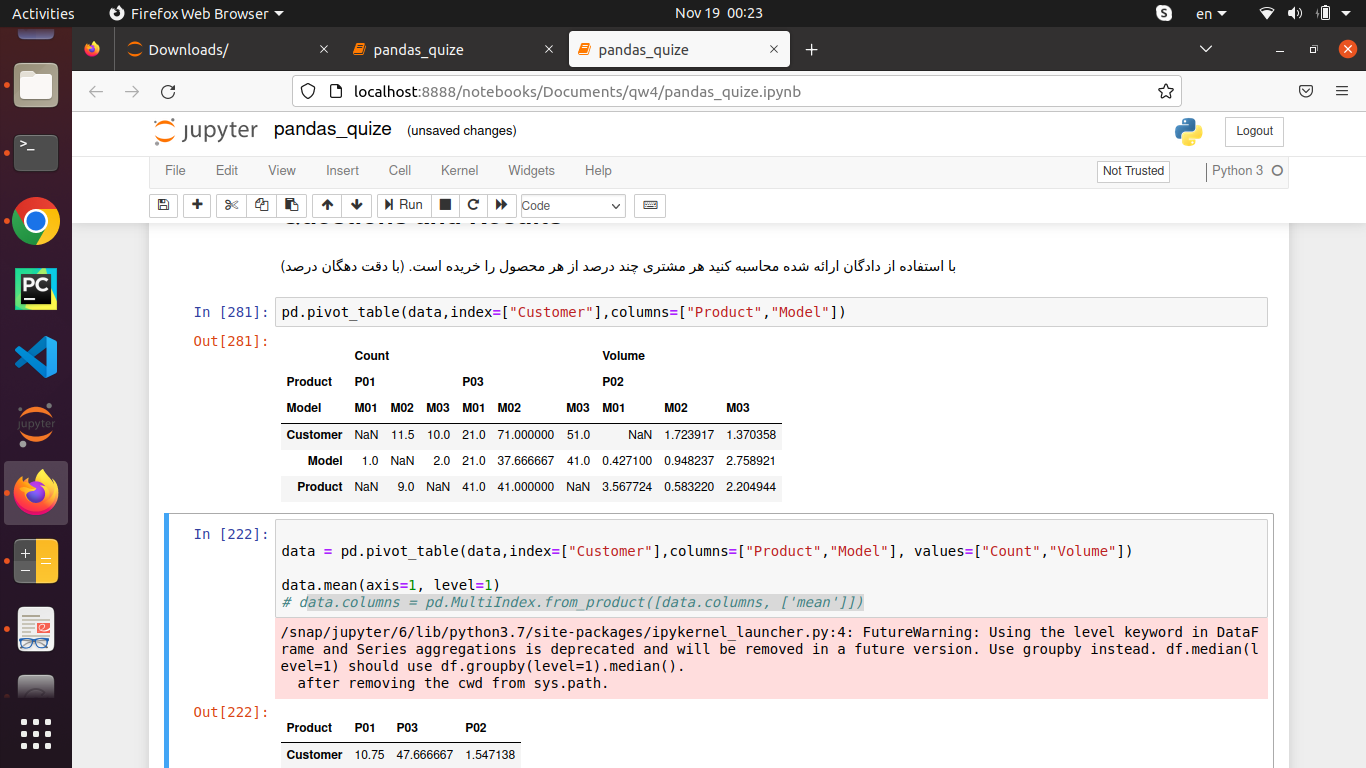 Activities Firefox Web Browser Nov 19 00:23 en
Downloads/ pandas_quize pandas_quize
localhost:8888/notebooks/Documents/qw4/pandas_quize.ipynb
jupyter pandas_quize (unsaved changes) Logout
File Edit View Insert Cell Kernel Widgets Help Not Trusted Python 3
Run Code
با استفاده از دادگان ارائه شده محاسبه کنید هر مشتری چند درصد از هر محصول را خریده است. (با دقت دهگان درصد)
In [281]: pd.pivot_table(data,index=["Customer"],columns=["Product","Model"])
Out[281]:
Count Volume
Product P01 P03 P02
Model M01 M02 M03 M01 M02 M03 M01 M02 M03
Customer NaN 11.5 10.0 21.0 71.000000 51.0 NaN 1.723917 1.370358
Model 1.0 NaN 2.0 21.0 37.666667 41.0 0.427100 0.948237 2.758921
Product NaN 9.0 NaN 41.0 41.000000 NaN 3.567724 0.583220 2.204944
In [222]:
data = pd.pivot_table(data,index=["Customer"],columns=["Product","Model"], values=["Count","Volume"])
data.mean(axis=1, level=1)
# data.columns = pd.MultiIndex.from_product([data.columns, ['mean']])
/snap/jupyter/6/lib/python3.7/site-packages/ipykernel_launcher.py:4: FutureWarning: Using the level keyword in DataF
rame and Series aggregations is deprecated and will be removed in a future version. Use groupby instead. df.median(l
evel=1) should use df.groupby(level=1).median().
after removing the cwd from sys.path.
Out[222]:
Product P01 P03 P02
Customer 10.75 47.666667 1.547138